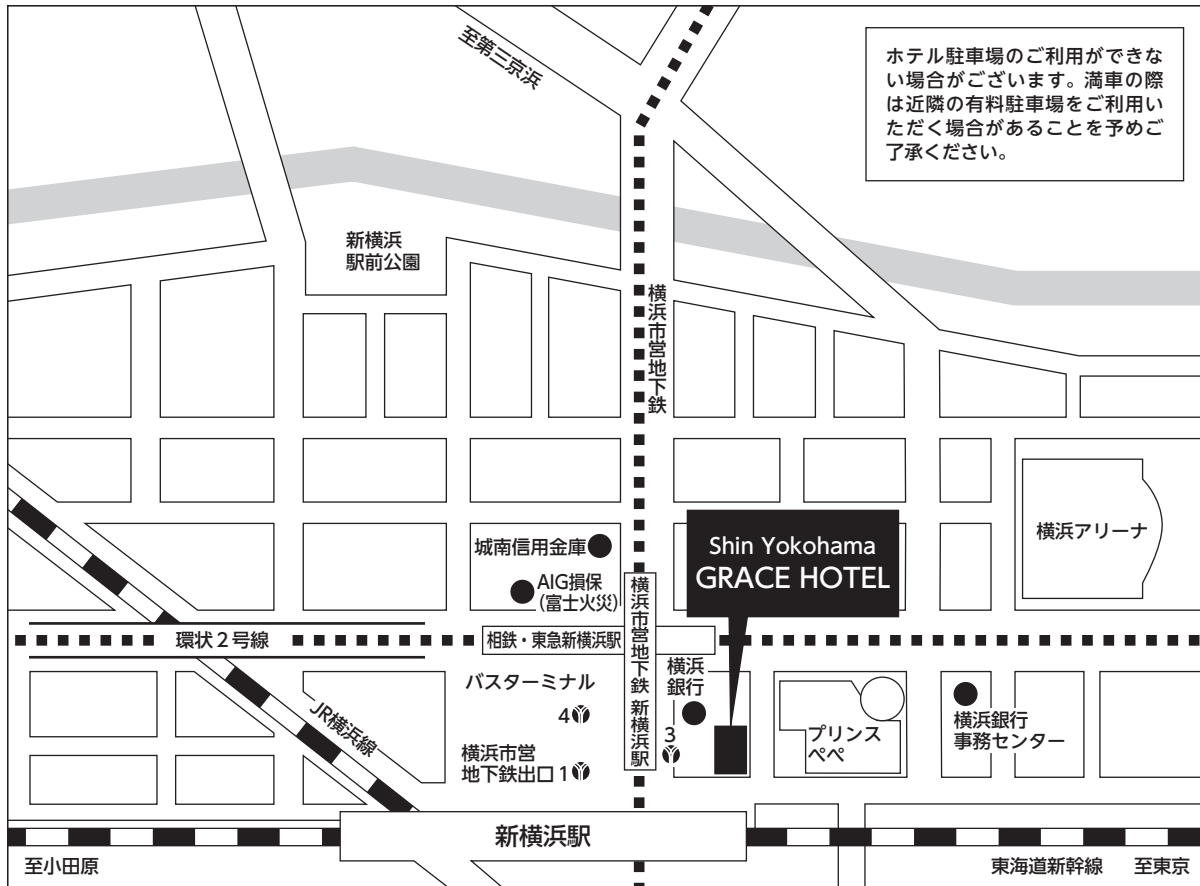 至第三京浜
ホテル駐車場のご利用ができな
い場合がございます。満車の際
は近隣の有料駐車場をご利用い
ただく場合があることを予めご
了承ください。
新横浜
駅前公園
横浜市営地下鉄
横浜アリーナ
Shin Yokohama
GRACE HOTEL
城南信用金庫
AIG損保
(富士火災)
環状2号線
相鉄・東急新横浜駅
横浜市営地下鉄 新横浜駅
バスターミナル
4
横浜市営
地下鉄出口1
横浜
銀行
3
プリンス
ペペ
横浜銀行
事務センター
JR横浜線
新横浜駅
至小田原
東海道新幹線
至東京